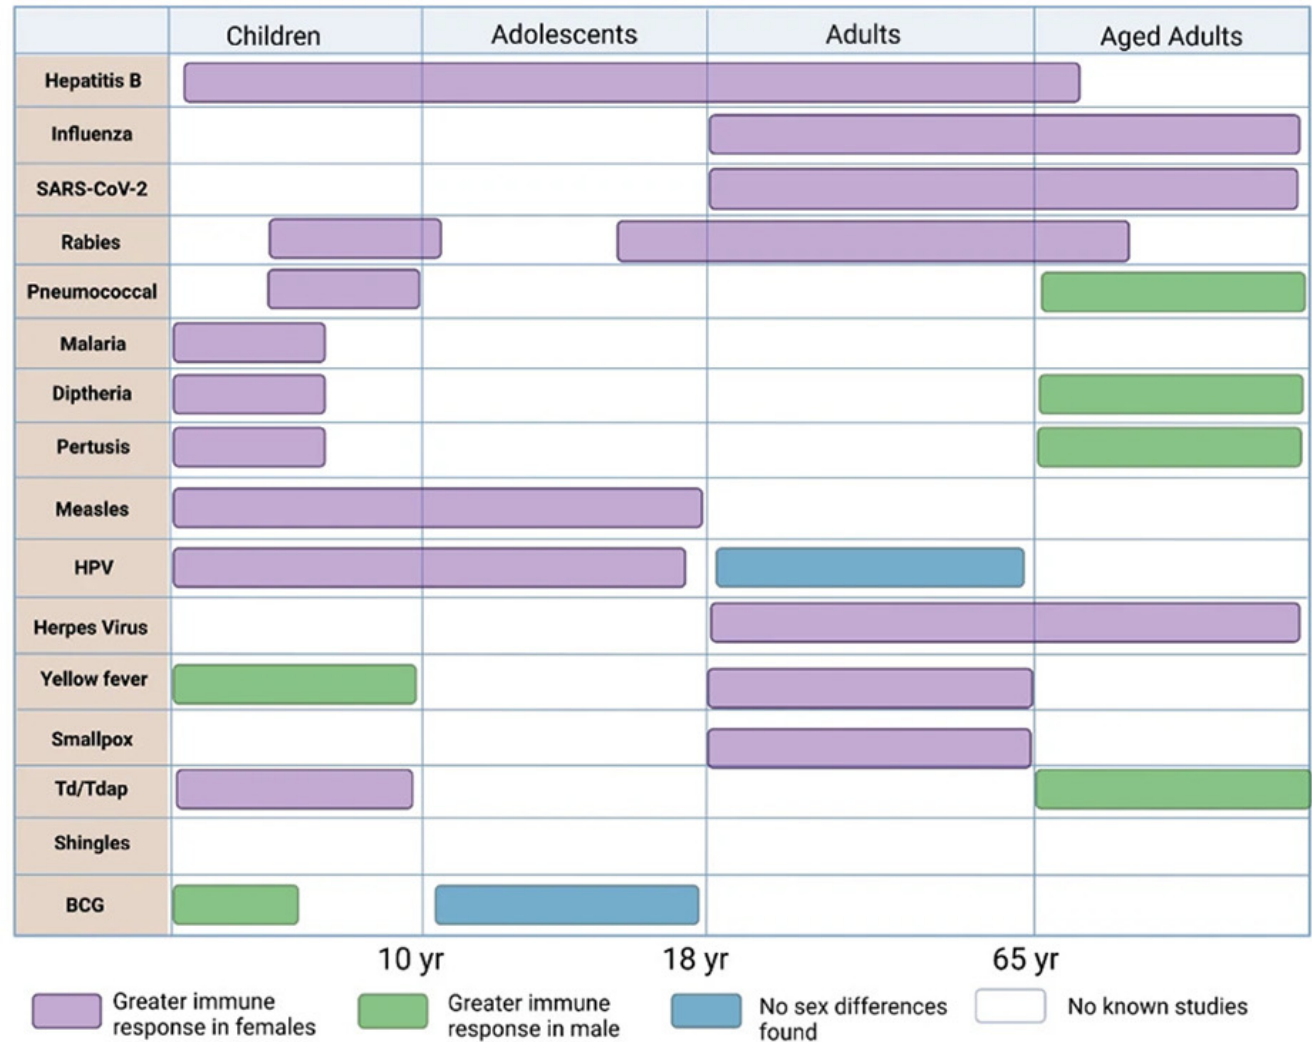 Children
Adolescents
Adults
Aged Adults
Hepatitis B
Influenza
SARS-CoV-2
Rabies
Pneumococcal
Malaria
Diptheria
Pertusis
Measles
HPV
Herpes Virus
Yellow fever
Smallpox
Td/Tdap
Shingles
BCG
10 yr
18 yr
65 yr
Greater immune
response in females
Greater immune
response in male
No sex differences
found
No known studies